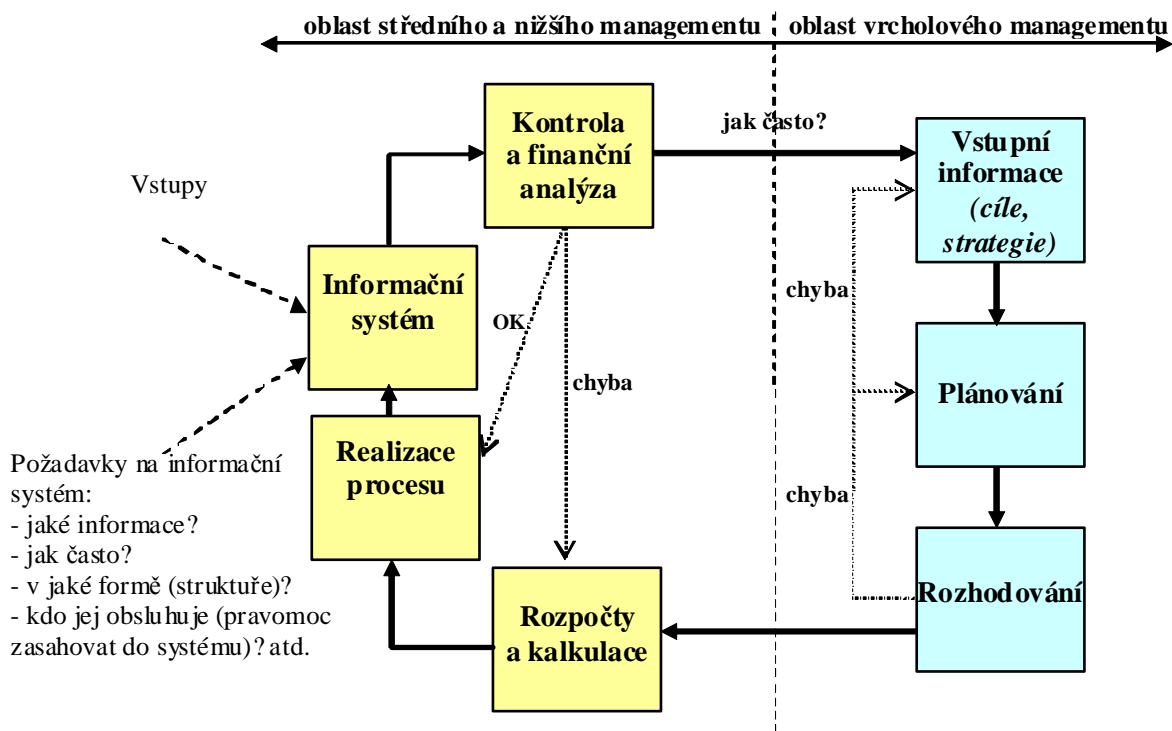 oblast středního a nižšího managementu
oblast vrcholového managementu
Kontrola
a finanční
analýza
jak často?
Vstupní
informace
(cíle,
strategie)
Vstupy
Informační
systém
OK
chyba
chyba
Plánování
Realizace
procesu
Požadavky na informační
systém:
- jaké informace?
- jak často?
- v jaké formě (struktuře)?
- kdo jej obsluhuje (pravomoc
zasahovat do systému)? atd.
chyba
Rozhodování
Rozpočty
a kalkulace